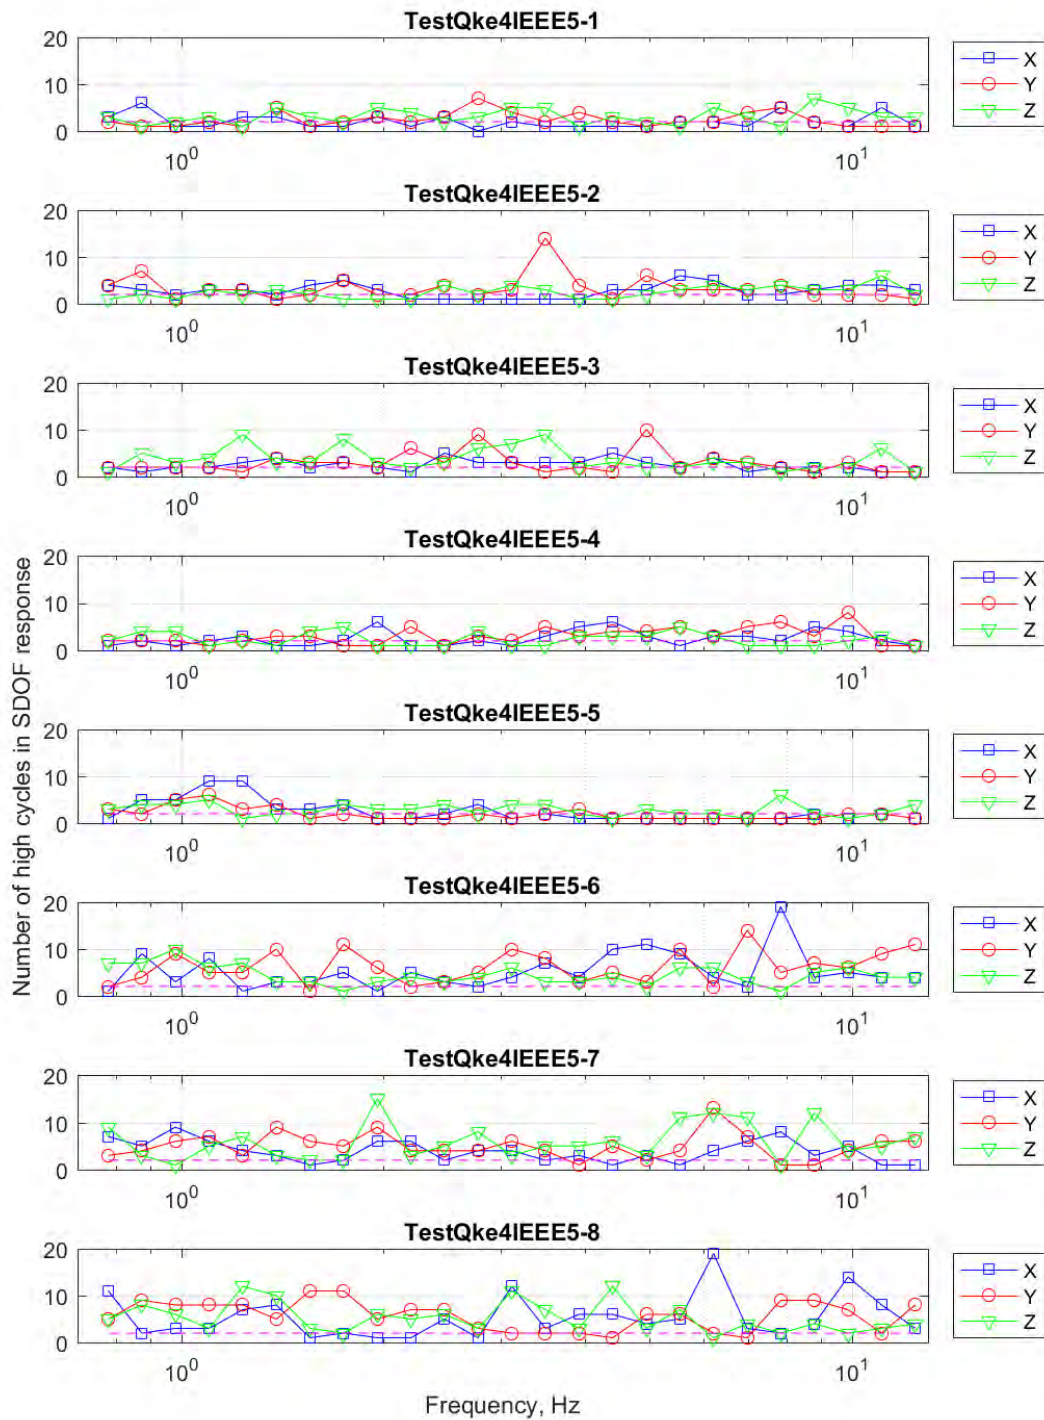 TestQke4IEEE5-1
20
10
0
10^0
10^1
X
Y
Z
TestQke4IEEE5-2
20
10
0
10^0
10^1
X
Y
Z
TestQke4IEEE5-3
20
10
0
10^0
10^1
X
Y
Z
TestQke4IEEE5-4
20
10
0
10^0
10^1
X
Y
Z
TestQke4IEEE5-5
20
10
0
10^0
10^1
X
Y
Z
TestQke4IEEE5-6
20
10
0
10^0
10^1
X
Y
Z
TestQke4IEEE5-7
20
10
0
10^0
10^1
X
Y
Z
TestQke4IEEE5-8
20
10
0
10^0
10^1
X
Y
Z
Number of high cycles in SDOF response
Frequency, Hz